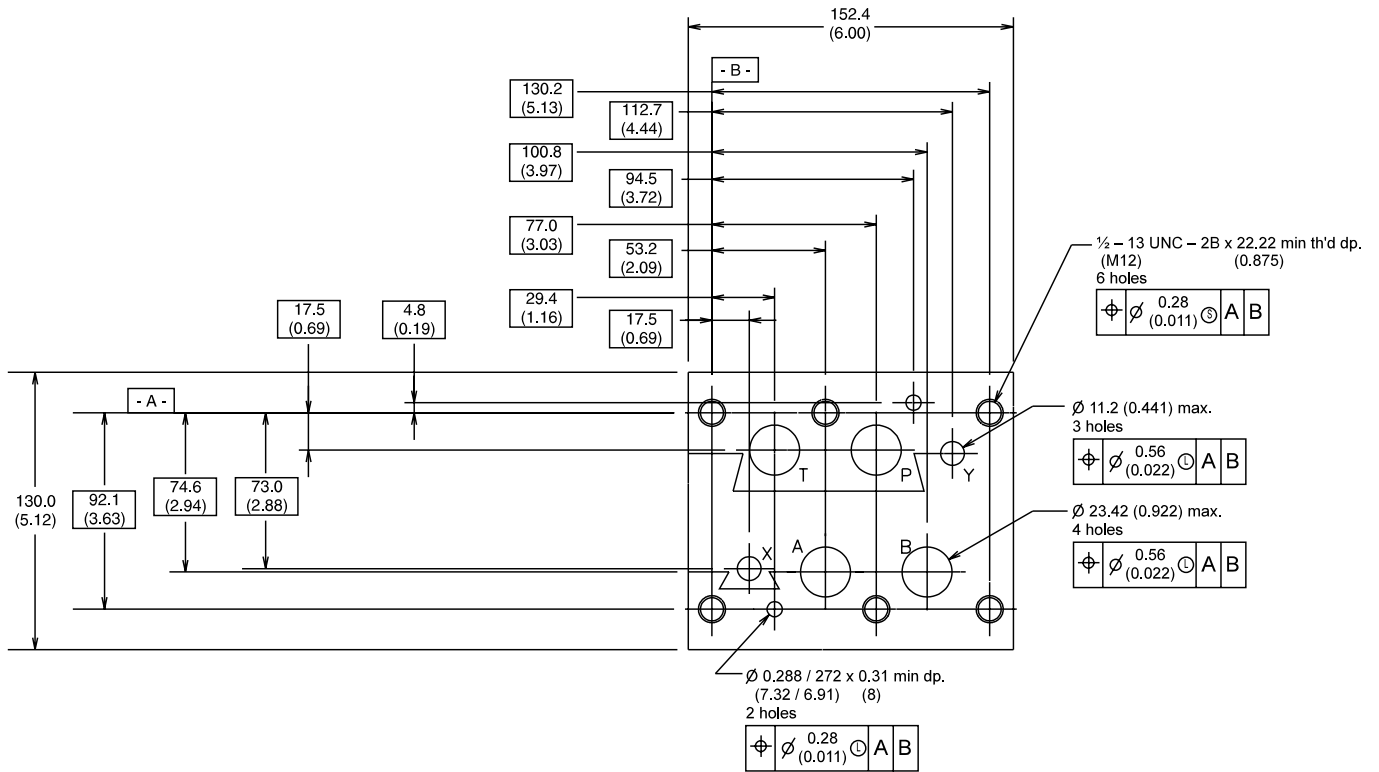 152.4
(6.00)
- B -
130.2
(5.13)
112.7
(4.44)
100.8
(3.97)
94.5
(3.72)
77.0
(3.03)
53.2
(2.09)
29.4
(1.16)
17.5
(0.69)
17.5
(0.69)
4.8
(0.19)
½ – 13 UNC – 2B x 22.22 min th'd dp.
(M12) (0.875)
6 holes
⌖ Ø 0.28 (0.011) Ⓢ A B
- A -
130.0
(5.12)
92.1
(3.63)
74.6
(2.94)
73.0
(2.88)
T P Y
X A B
Ø 11.2 (0.441) max.
3 holes
⌖ Ø 0.56 (0.022) Ⓛ A B
Ø 23.42 (0.922) max.
4 holes
⌖ Ø 0.56 (0.022) Ⓛ A B
Ø 0.288 / 272 x 0.31 min dp.
(7.32 / 6.91) (8)
2 holes
⌖ Ø 0.28 (0.011) Ⓛ A B